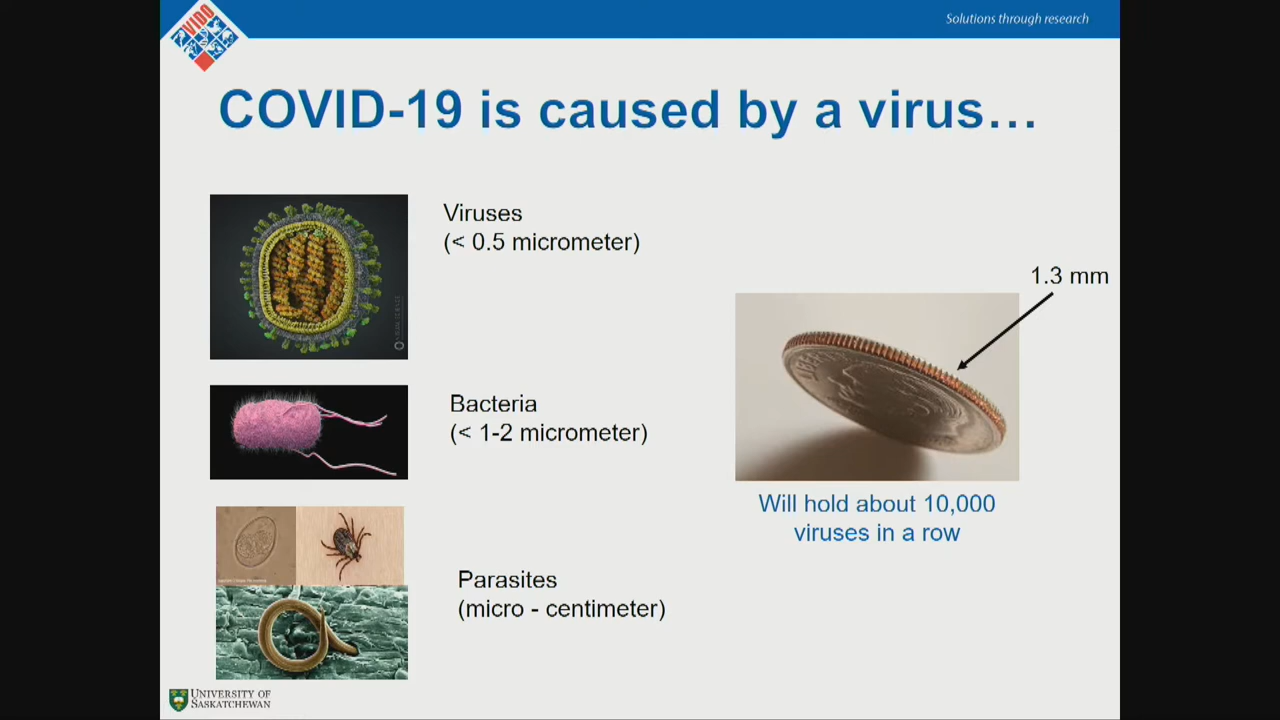 VIDO
Solutions through research
COVID-19 is caused by a virus…
Viruses
(< 0.5 micrometer)
1.3 mm
Bacteria
(< 1-2 micrometer)
Will hold about 10,000
viruses in a row
Parasites
(micro - centimeter)
UNIVERSITY OF
SASKATCHEWAN